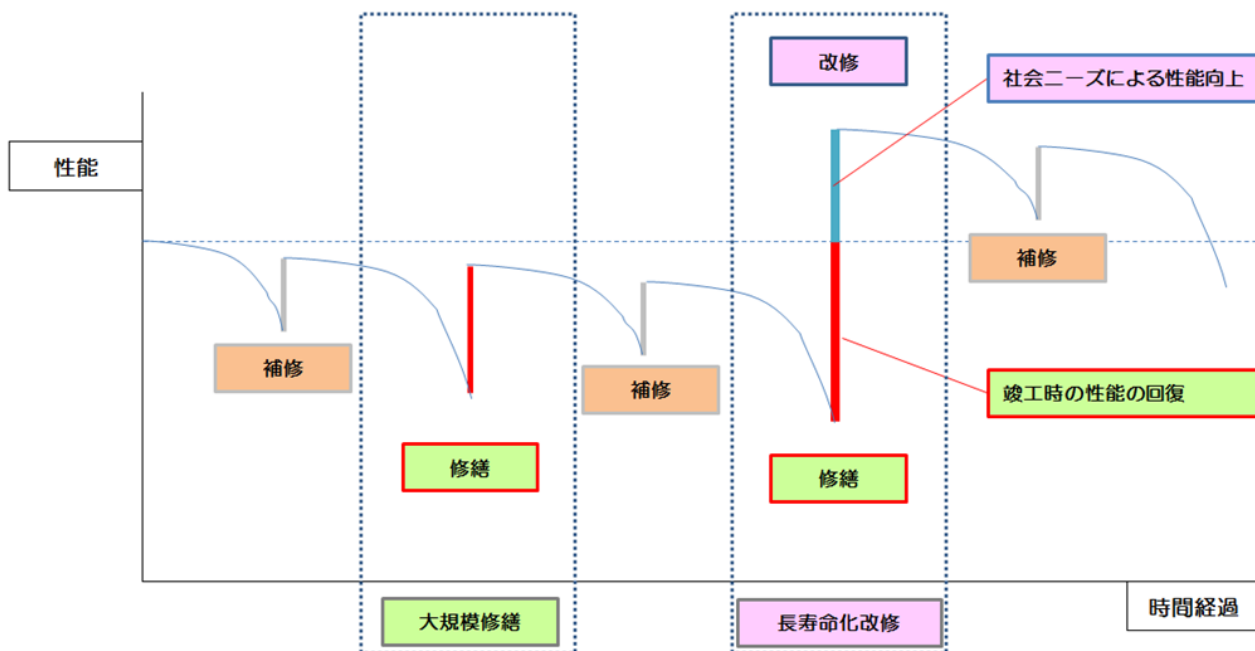 改修
社会ニーズによる性能向上
性能
補修
補修
補修
竣工時の性能の回復
修繕
修繕
大規模修繕
長寿命化改修
時間経過